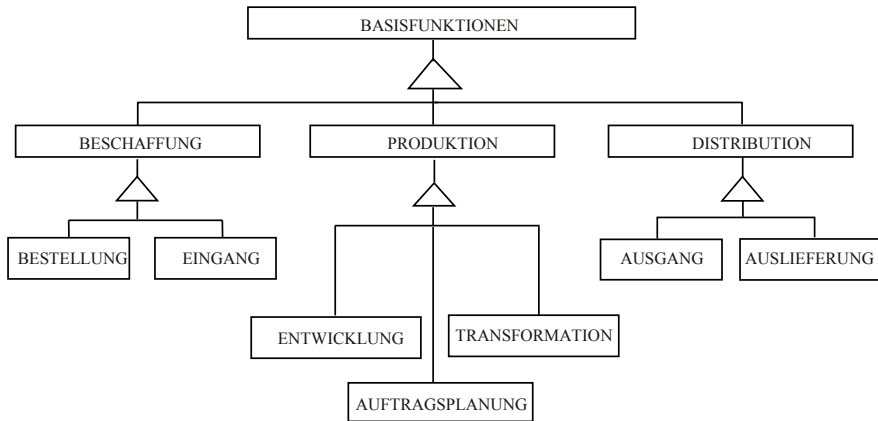 BASISFUNKTIONEN
BESCHAFFUNG
PRODUKTION
DISTRIBUTION
BESTELLUNG
EINGANG
AUSGANG
AUSLIEFERUNG
ENTWICKLUNG
TRANSFORMATION
AUFTRAGSPLANUNG